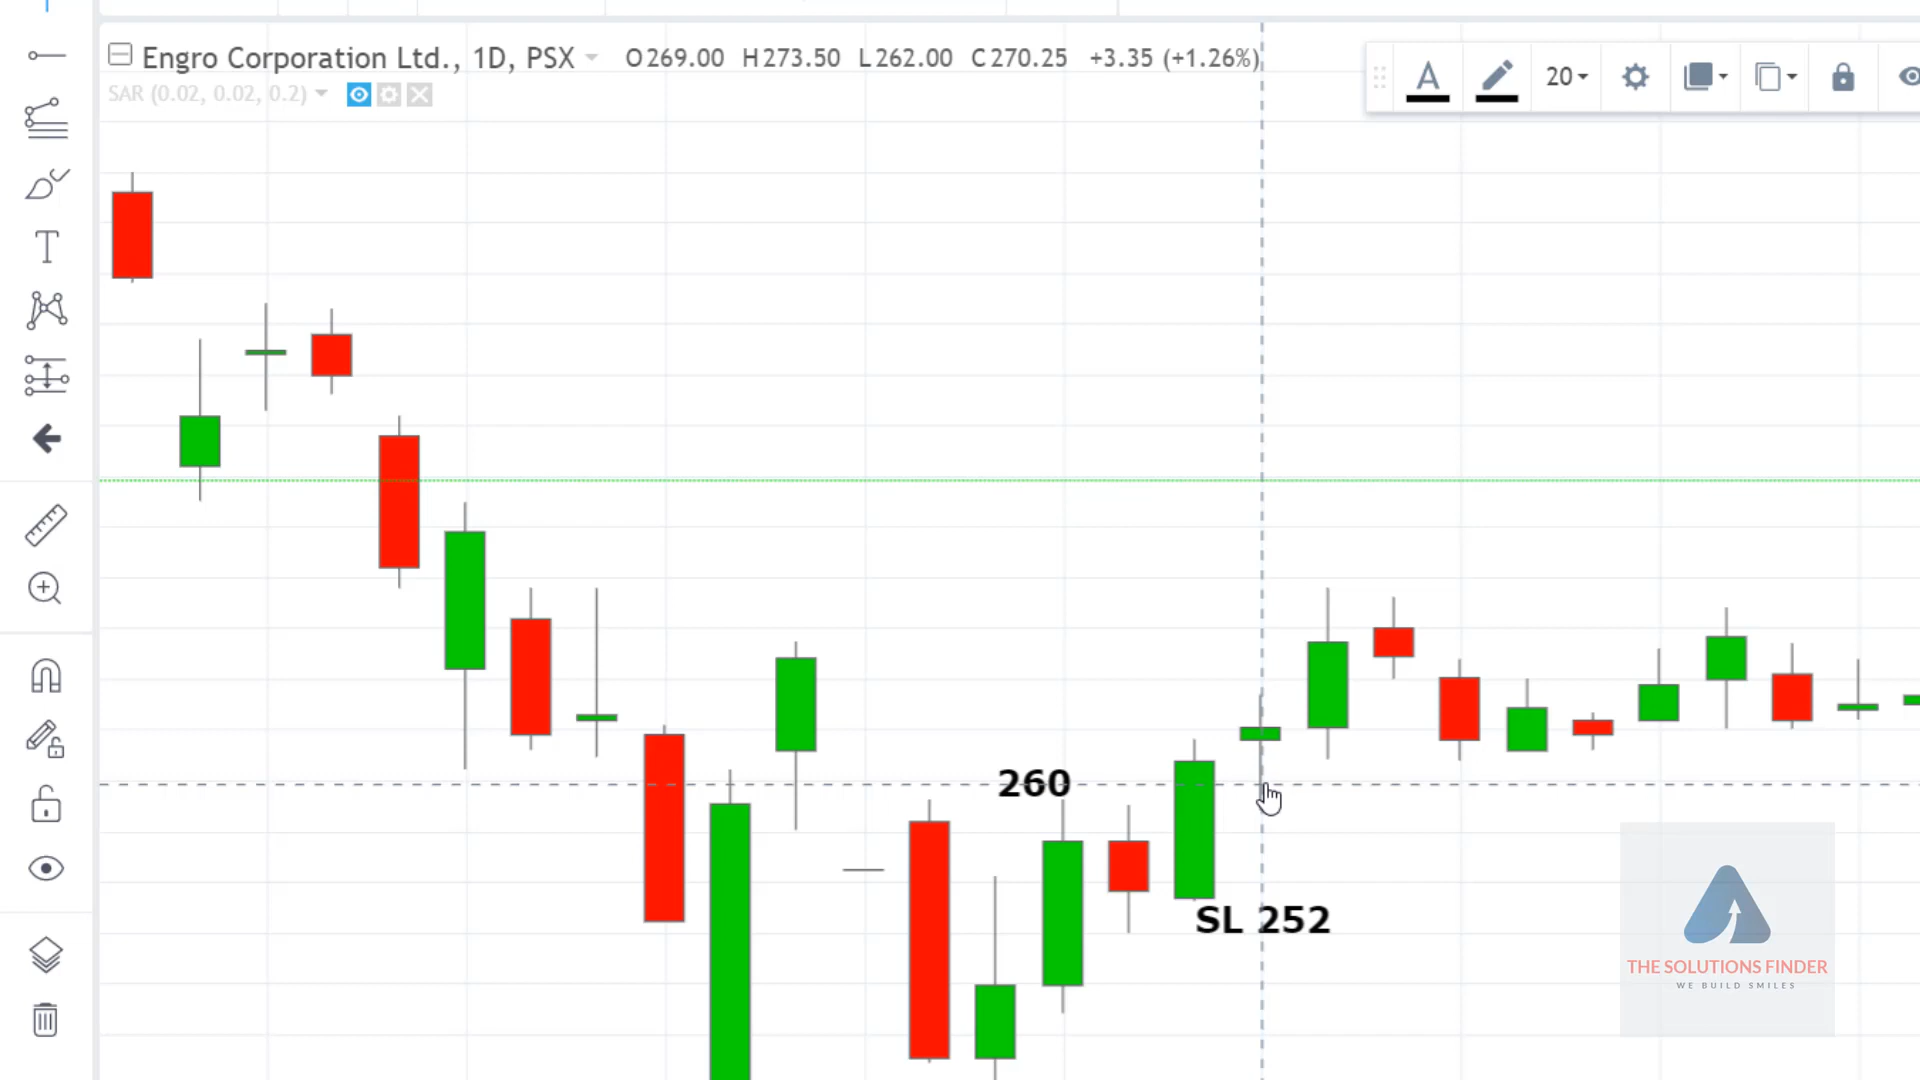 Engro Corporation Ltd., 1D, PSX O269.00 H273.50 L262.00 C270.25 +3.35 (+1.26%)
SAR (0.02, 0.02, 0.2)
A 20
T
260
SL 252
THE SOLUTIONS FINDER
WE BUILD SMILES